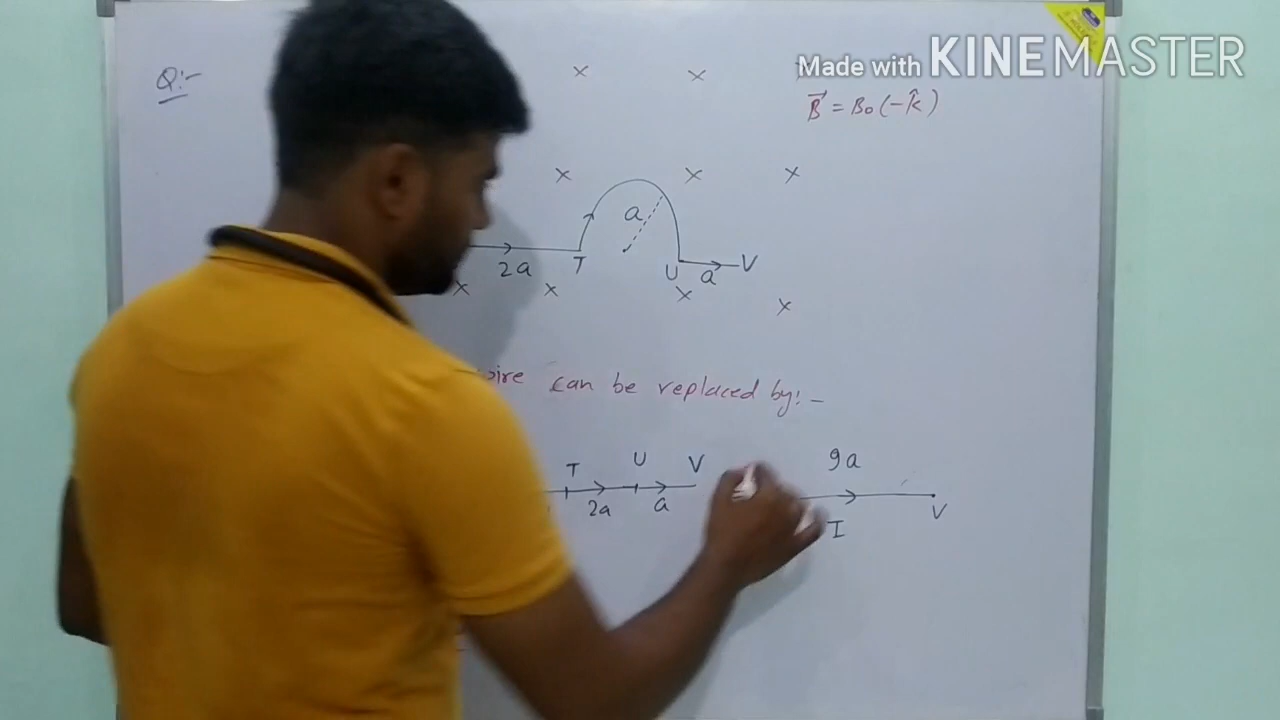 Made with KINEMASTER
Q:-
B⃗ = B₀(-k̂)
a
2a T U a V
can be replaced by:-
T U V 9a
2a a I V